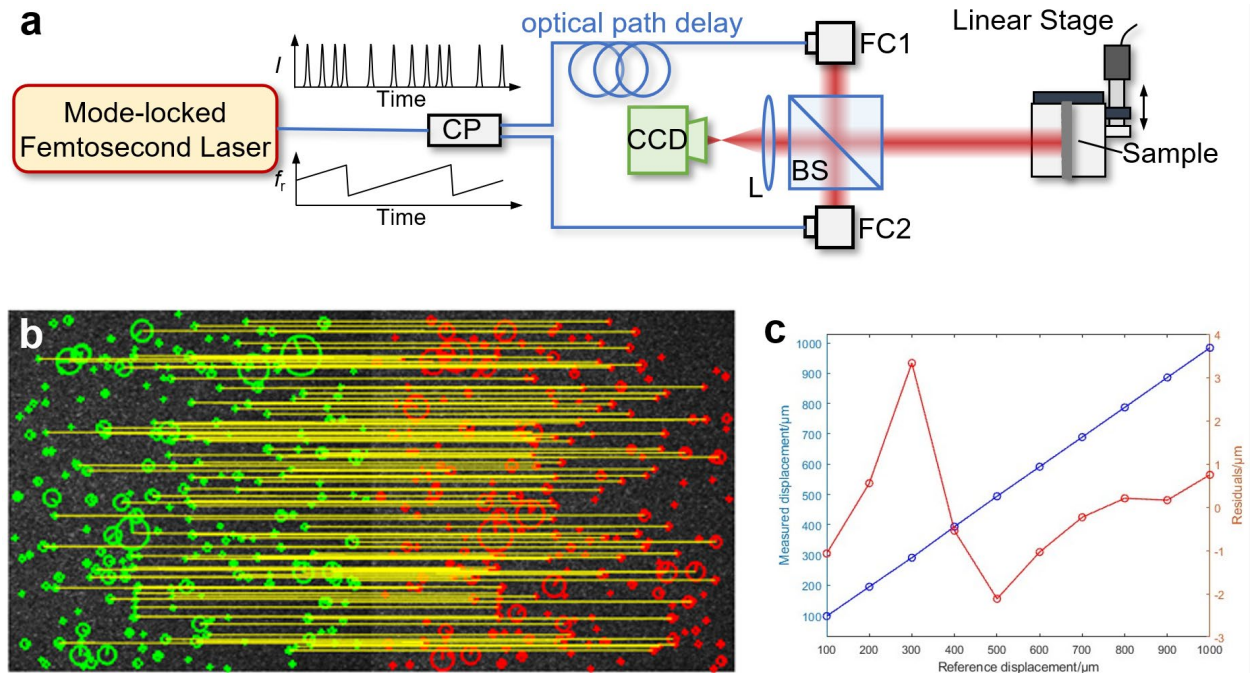 a
I
Time
Mode-locked
Femtosecond Laser
fr
Time
CP
optical path delay
CCD
L
BS
FC1
FC2
Linear Stage
Sample
b
c
Measured displacement/μm
1000
900
800
700
600
500
400
300
200
100
100 200 300 400 500 600 700 800 900 1000
Reference displacement/μm
4
3
2
1
0
-1
-2
-3
Residuals/μm